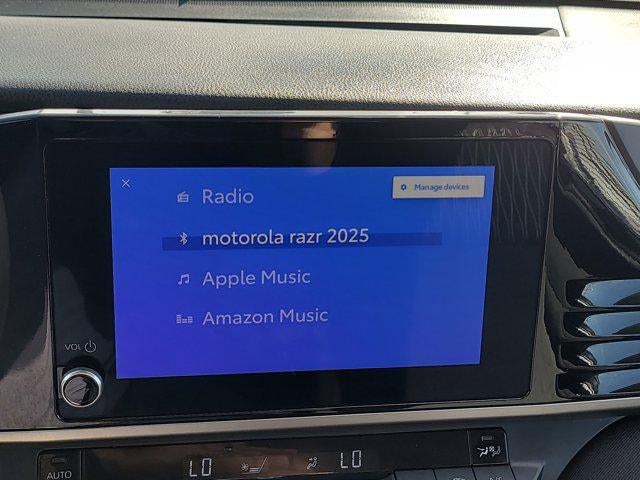 Radio
Manage devices
motorola razr 2025
Apple Music
Amazon Music
VOL
LO
LO
AUTO